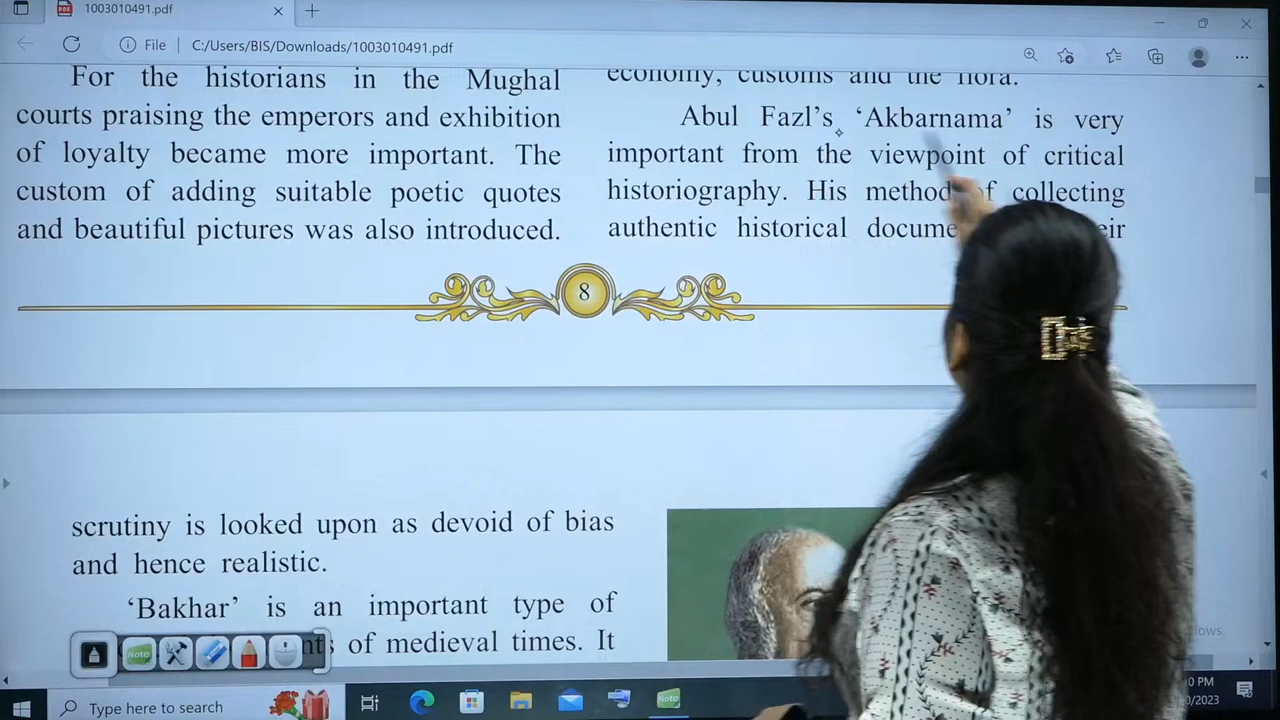 1003010491.pdf
File
C:/Users/BIS/Downloads/1003010491.pdf
For the historians in the Mughal
courts praising the emperors and exhibition
of loyalty became more important. The
custom of adding suitable poetic quotes
and beautiful pictures was also introduced.
economy, customs and the flora.
Abul Fazl's 'Akbarnama' is very
important from the viewpoint of critical
historiography. His method of collecting
authentic historical
8
scrutiny is looked upon as devoid of bias
and hence realistic.
'Bakhar' is an important type of
of medieval times. It
Note
Type here to search
Note
PM
2023